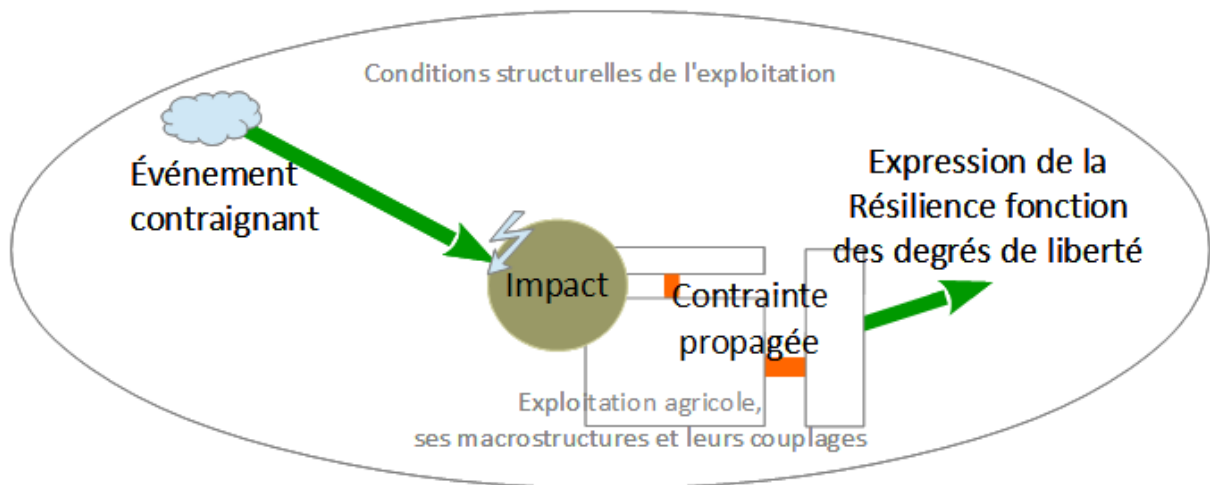 Conditions structurelles de l'exploitation
Événement
contraignant
Expression de la
Résilience fonction
des degrés de liberté
Impact
Contrainte
propagée
Exploitation agricole,
ses macrostructures et leurs couplages